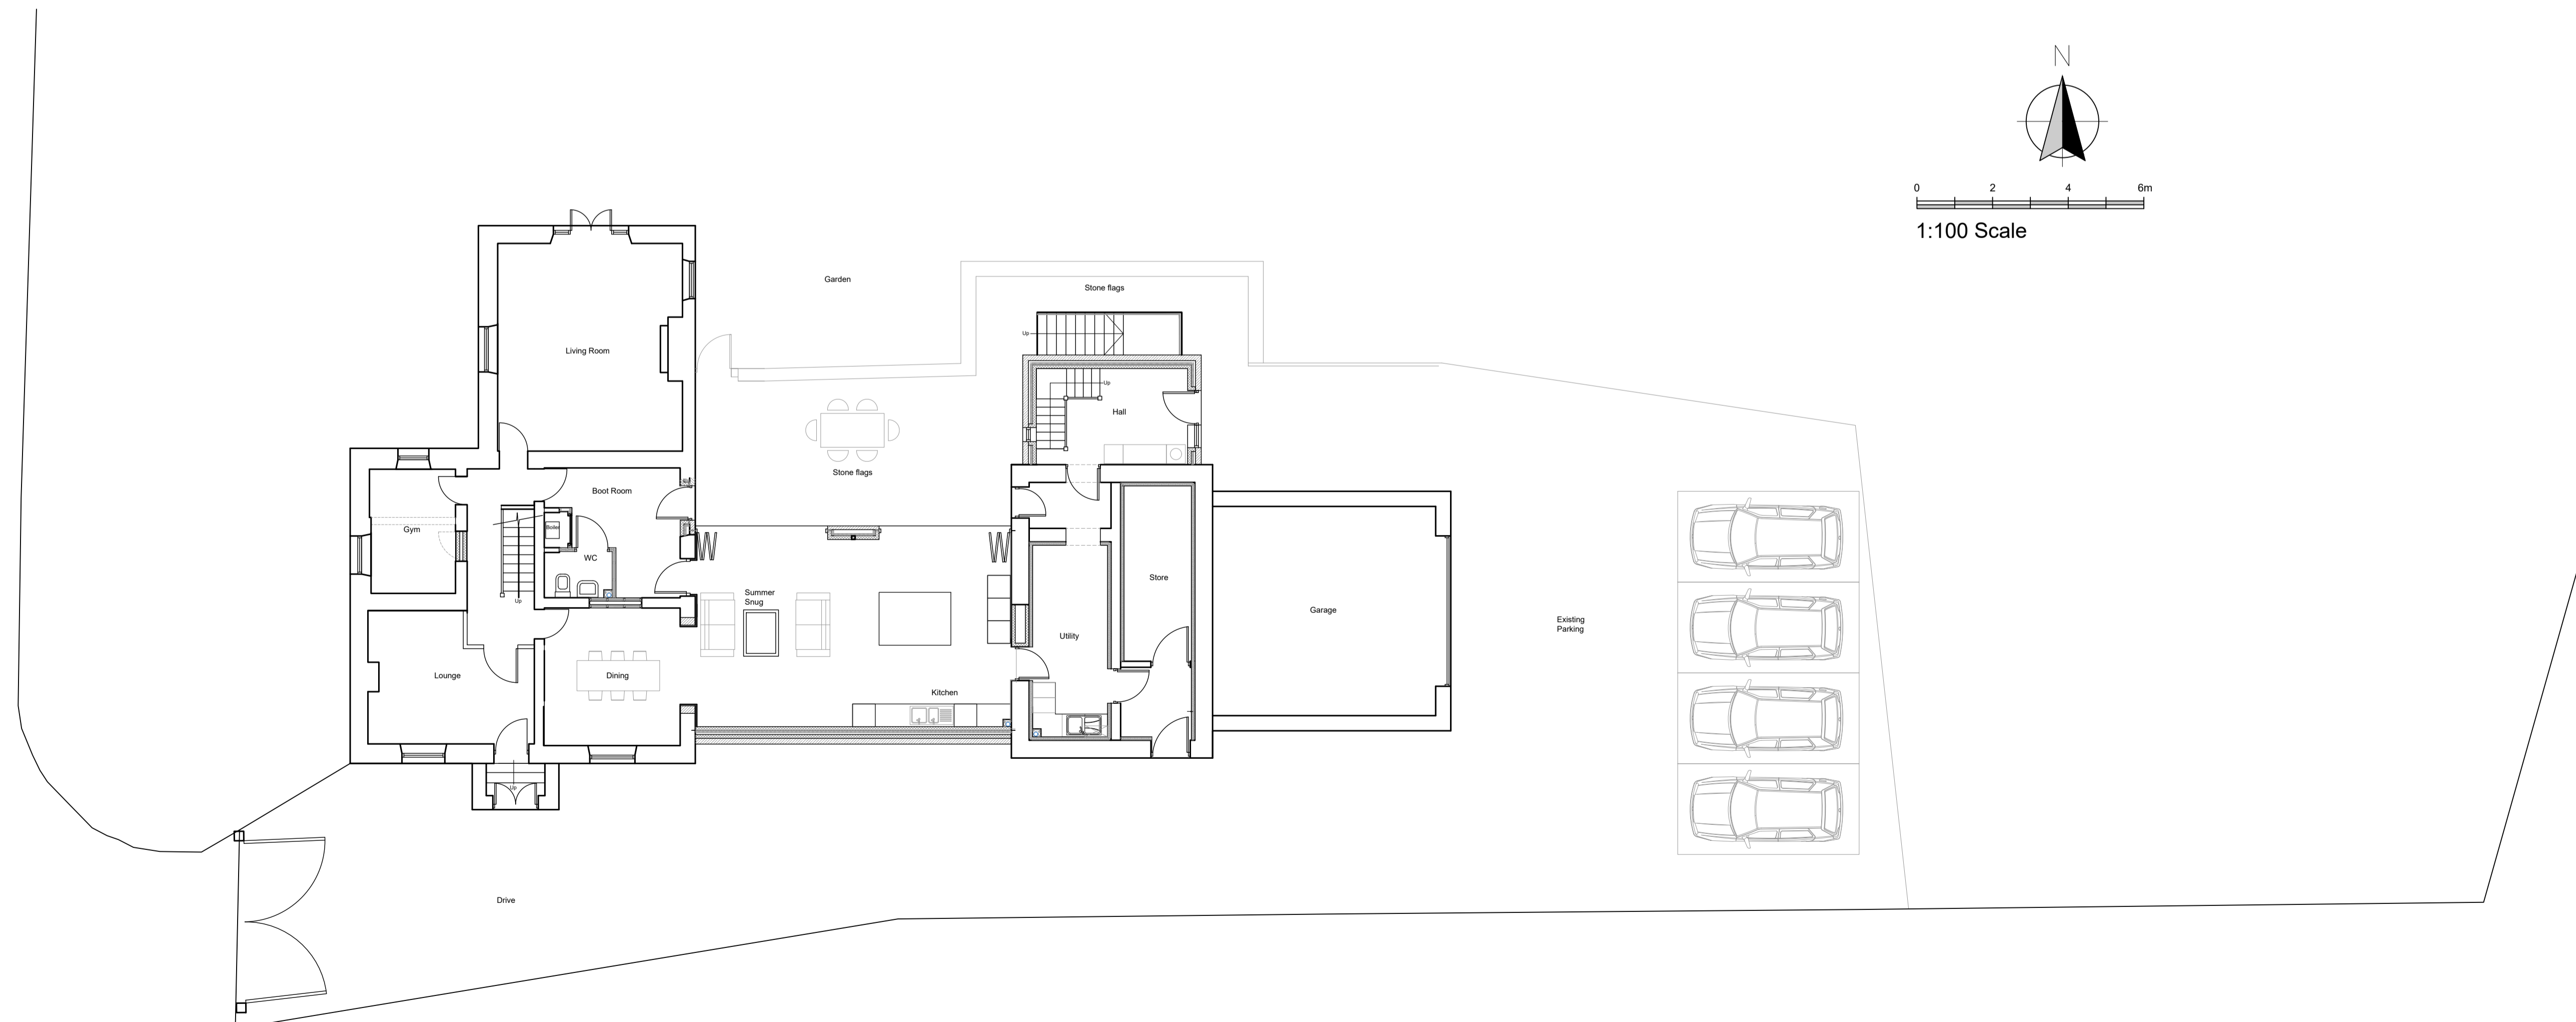 N
0 2 4 6m
1:100 Scale
Garden
Stone flags
Up
Living Room
Up
Hall
Stone flags
Boot Room
Gym
Boiler
WC
Up
Summer
Snug
Store
Garage
Existing
Parking
Utility
Lounge
Dining
Kitchen
Up
Drive